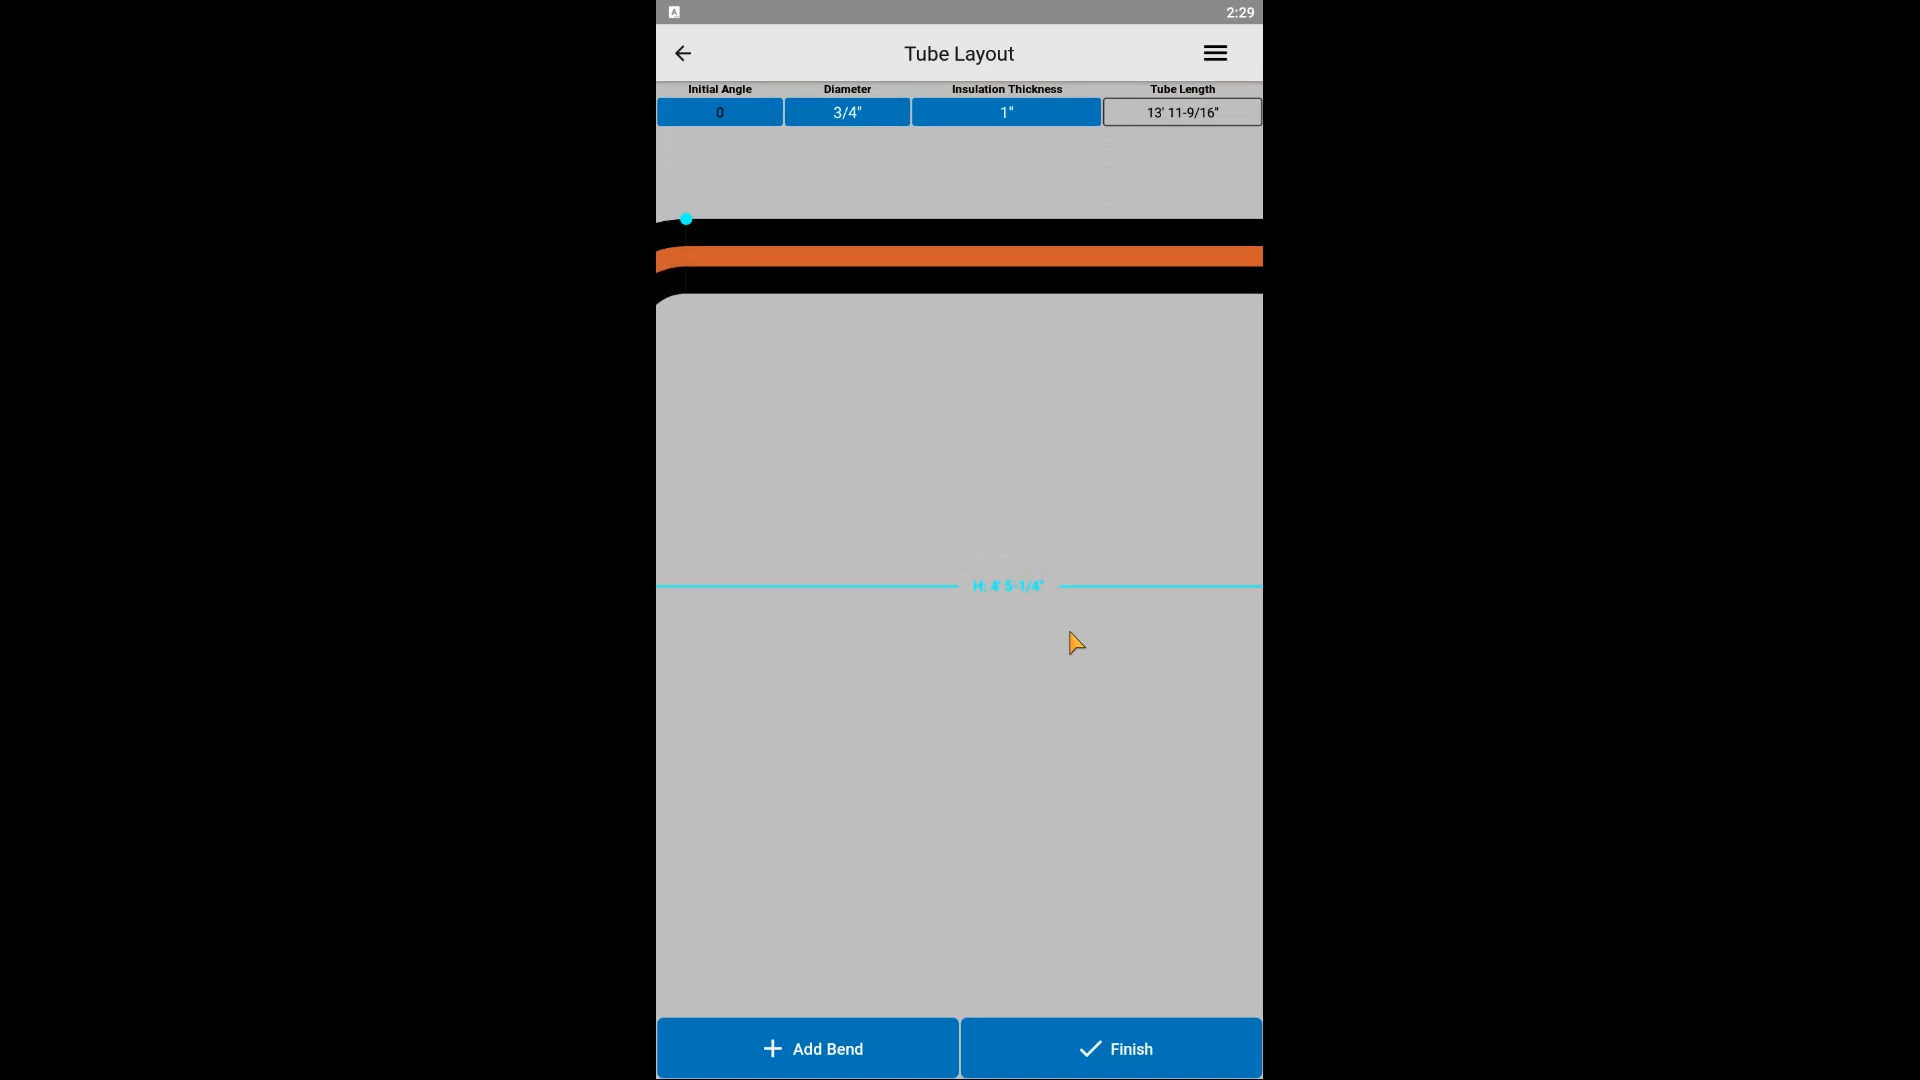 A
2:29
Tube Layout
Initial Angle Diameter Insulation Thickness Tube Length
0 3/4" 1" 13' 11-9/16"
H: 4' 5-1/4"
Add Bend Finish